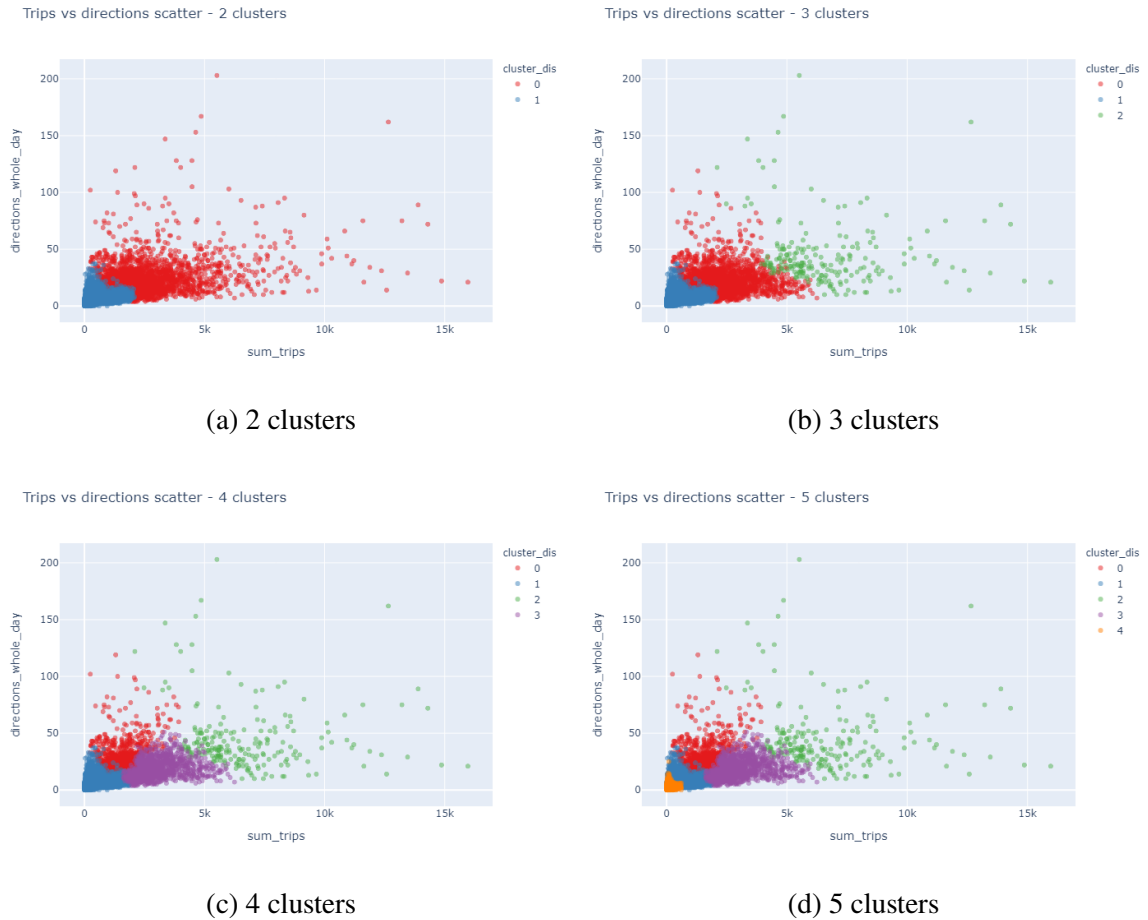 Trips vs directions scatter - 2 clusters
cluster_dis
0
1
200
150
100
50
0
directions_whole_day
0
5k
10k
15k
sum_trips
(a) 2 clusters
Trips vs directions scatter - 3 clusters
cluster_dis
0
1
2
200
150
100
50
0
directions_whole_day
0
5k
10k
15k
sum_trips
(b) 3 clusters
Trips vs directions scatter - 4 clusters
cluster_dis
0
1
2
3
200
150
100
50
0
directions_whole_day
0
5k
10k
15k
sum_trips
(c) 4 clusters
Trips vs directions scatter - 5 clusters
cluster_dis
0
1
2
3
4
200
150
100
50
0
directions_whole_day
0
5k
10k
15k
sum_trips
(d) 5 clusters